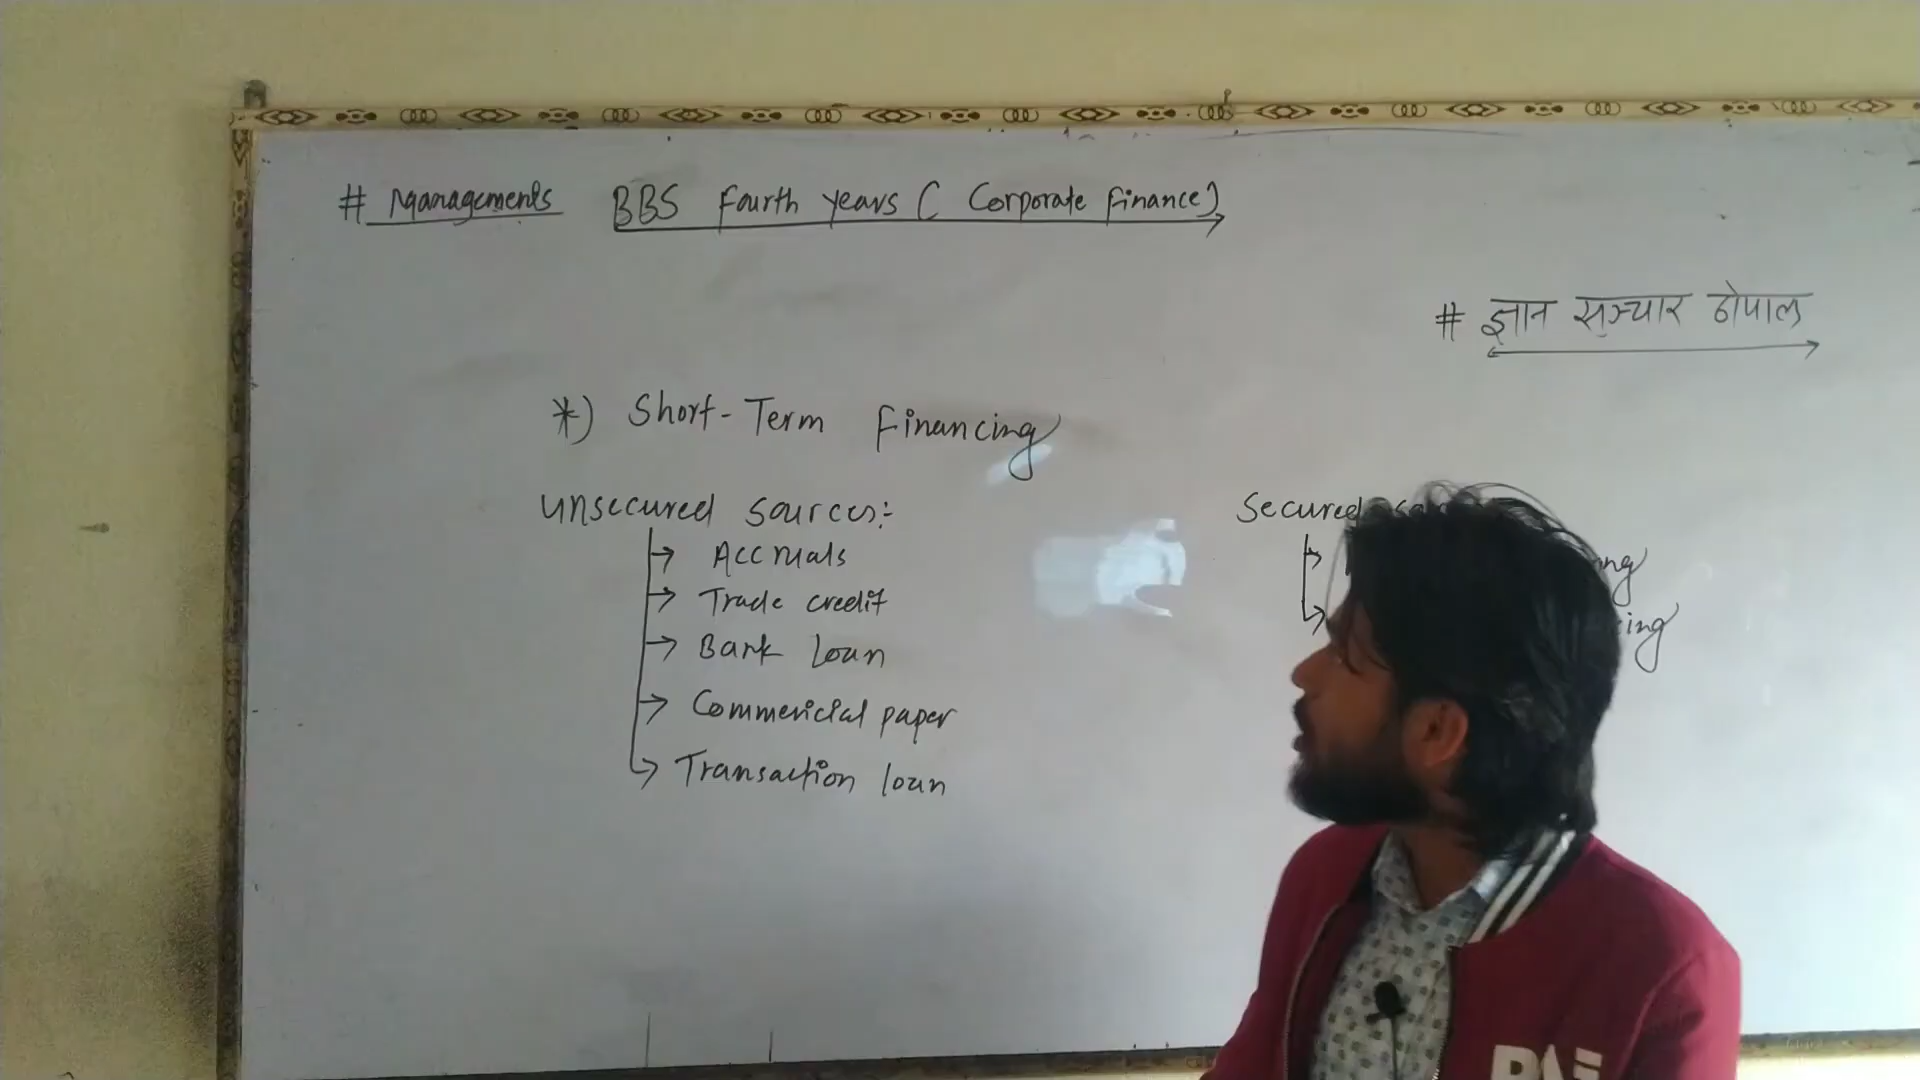 # Managements BBS Fourth years ( Corporate finance)
# ज्ञान सञ्चार ठोपाल
*) Short-Term Financing
Unsecured sources:-
→ Accruals
→ Trade credit
→ Bank Loan
→ Commericial paper
→ Transaction loan
Secured